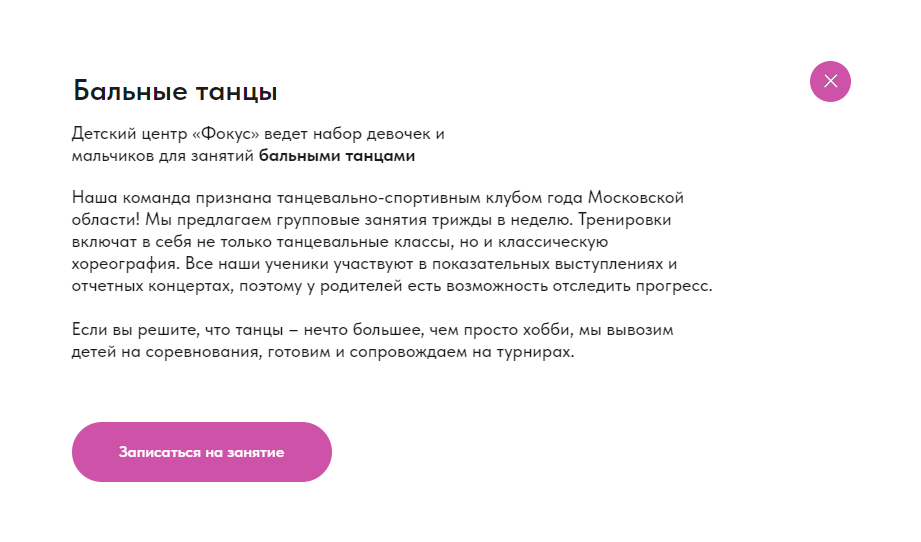 Бальные танцы
Детский центр «Фокус» ведет набор девочек и
мальчиков для занятий бальными танцами
Наша команда признана танцевально-спортивным клубом года Московской
области! Мы предлагаем групповые занятия трижды в неделю. Тренировки
включат в себя не только танцевальные классы, но и классическую
хореография. Все наши ученики участвуют в показательных выступлениях и
отчетных концертах, поэтому у родителей есть возможность отследить прогресс.
Если вы решите, что танцы – нечто большее, чем просто хобби, мы вывозим
детей на соревнования, готовим и сопровождаем на турнирах.
Записаться на занятие